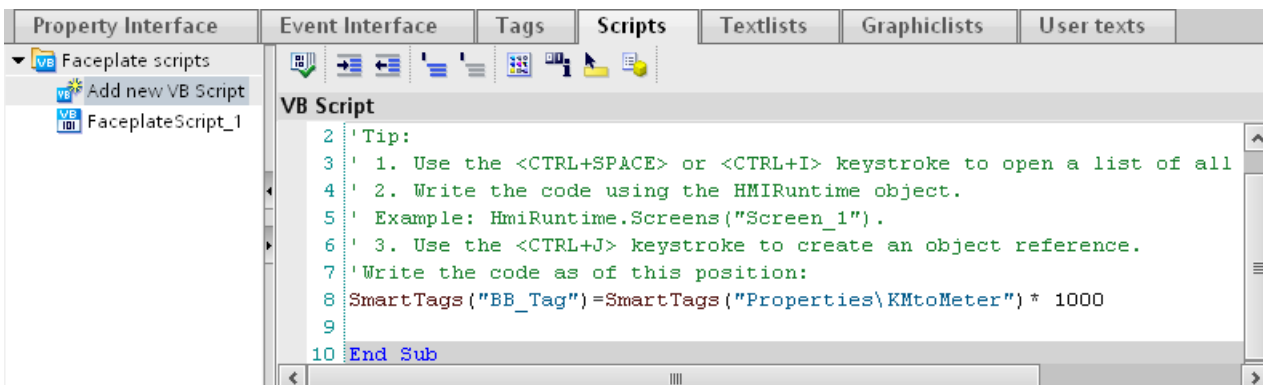 Property Interface Event Interface Tags Scripts Textlists Graphiclists User texts
Faceplate scripts
Add new VB Script
FaceplateScript_1
VB Script
2 'Tip:
3 ' 1. Use the <CTRL+SPACE> or <CTRL+I> keystroke to open a list of all
4 ' 2. Write the code using the HMIRuntime object.
5 ' Example: HmiRuntime.Screens("Screen_1").
6 ' 3. Use the <CTRL+J> keystroke to create an object reference.
7 'Write the code as of this position:
8 SmartTags("BB_Tag")=SmartTags("Properties\KMtoMeter")* 1000
9
10 End Sub